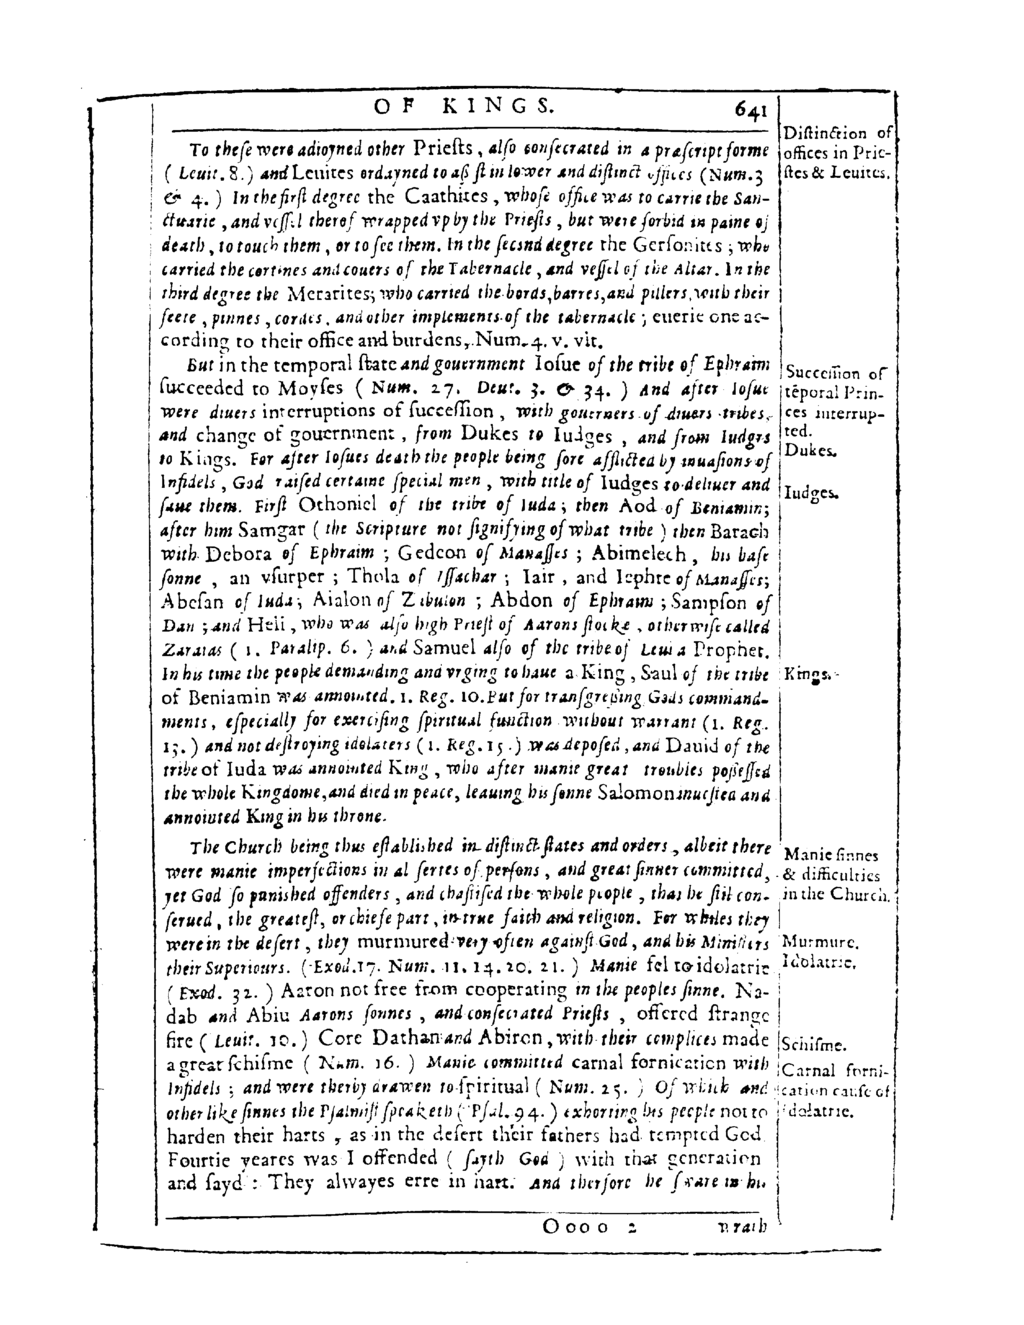 OF KINGS. 641
To theſe were adioyned other Prieſts, alſo conſecrated in a præſcript forme
( Leuit. 8. ) and Leuites ordayned to aſſiſt in lower and diſtinct offices (Num. 3
& 4. ) In the firſt degree the Caathites, whoſe office was to carrie the San-
ctuarie, and veſſel therof wrapped vp by the Prieſts, but were forbid in paine of
death, to touch them, or to ſee them. In the ſecond degree the Gerſonites ; who
carried the cortines and couers of the Tabernacle, and veſſel of the Altar. In the
third degree the Merarites; who carried the bords, barres, and pillers, with their
feete, pinnes, cordes, and other implements of the tabernacle ; euerie one ac-
cording to their office and burdens, Num. 4. v. vlt.
But in the temporal ſtate and gouernment Ioſue of the tribe of Ephraim
ſucceeded to Moyſes ( Num. 27. Deut. 3. & 34. ) And after Ioſue
were diuers interruptions of ſucceſſion, with gouerners of diuers tribes,
and change of gouernment, from Dukes to Iudges, and from Iudges
to Kings. For after Ioſues death the people being ſore afflicted by inuaſions of
Infidels, God raiſed certaine ſpecial men, with title of Iudges to deliuer and
ſaue them. Firſt Othoniel of the tribe of Iuda ; then Aod of Beniamin;
after him Samgar ( the Scripture not ſignifying of what tribe ) then Barach
with Debora of Ephraim ; Gedeon of Manaſſes ; Abimelech, his baſe
ſonne, an vſurper ; Thola of Iſſachar ; Iair, and Iephte of Manaſſes;
Abeſan of Iuda ; Aialon of Zabulon ; Abdon of Ephraim ; Sampſon of
Dan ; and Heli, who was alſo high Prieſt of Aarons ſtocke, otherwiſe called
Zaraias ( 1. Paralip. 6. ) and Samuel alſo of the tribe of Leui a Prophet.
In his time the people demanding and vrging to haue a King, Saul of the tribe
of Beniamin was annointed. 1. Reg. 10. But for tranſgreſſing Gods command-
ments, eſpecially for exerciſing ſpiritual function without warrant (1. Reg.
13. ) and not deſtroying idolaters (1. Reg. 15. ) was depoſed, and Dauid of the
tribe of Iuda was annointed King, who after manie great troubles poſſeſſed
the whole Kingdome, and died in peace, leauing his ſonne Salomon inueſted and
annointed King in his throne.
The Church being thus eſtabliſhed in diſtinct ſtates and orders, albeit there
were manie imperfections in al ſortes of perſons, and great ſinnes committed,
yet God ſo punished offenders, and chaſtiſed the whole people, that he ſtil con-
ſerued, the greateſt, or chiefe part, in true faith and religion. For whiles they
were in the deſert, they murmured very often againſt God, and his Miniſters
their Superiours. ( Exod. 17. Num. 11. 14. 20. 21. ) Manie fel to idolatrie
( Exod. 32. ) Aaron not free from cooperating in the peoples ſinne. Na-
dab and Abiu Aarons ſonnes, and conſecrated Prieſts, offered ſtrange
fire ( Leuit. 10. ) Core Dathan and Abiron, with their complices made
a great ſchiſme ( Num. 16. ) Manie committed carnal fornication with
Infidels ; and were therby drawen to ſpiritual ( Num. 25. ) Of which and
other like ſinnes the Pſalmiſt ſpeaketh ( Pſal. 94. ) exhorting his people not to
harden their harts, as in the deſert their fathers had tempted God
Fourtie yeares was I offended ( ſayth God ) with that generation
and ſayd : They alwayes erre in hart. And therfore he ſware in his
Oooo 2 wrath
Diſtinction of
offices in Prie-
ſtes & Leuites.
Succeſſion of
tẽporal Prin-
ces interrup-
ted.
Dukes.
Iudges.
Kings.
Manie ſinnes
& difficulties
in the Church.
Murmure.
Idolatrie.
Schiſme.
Carnal forni-
cation cauſe of
idolatrie.